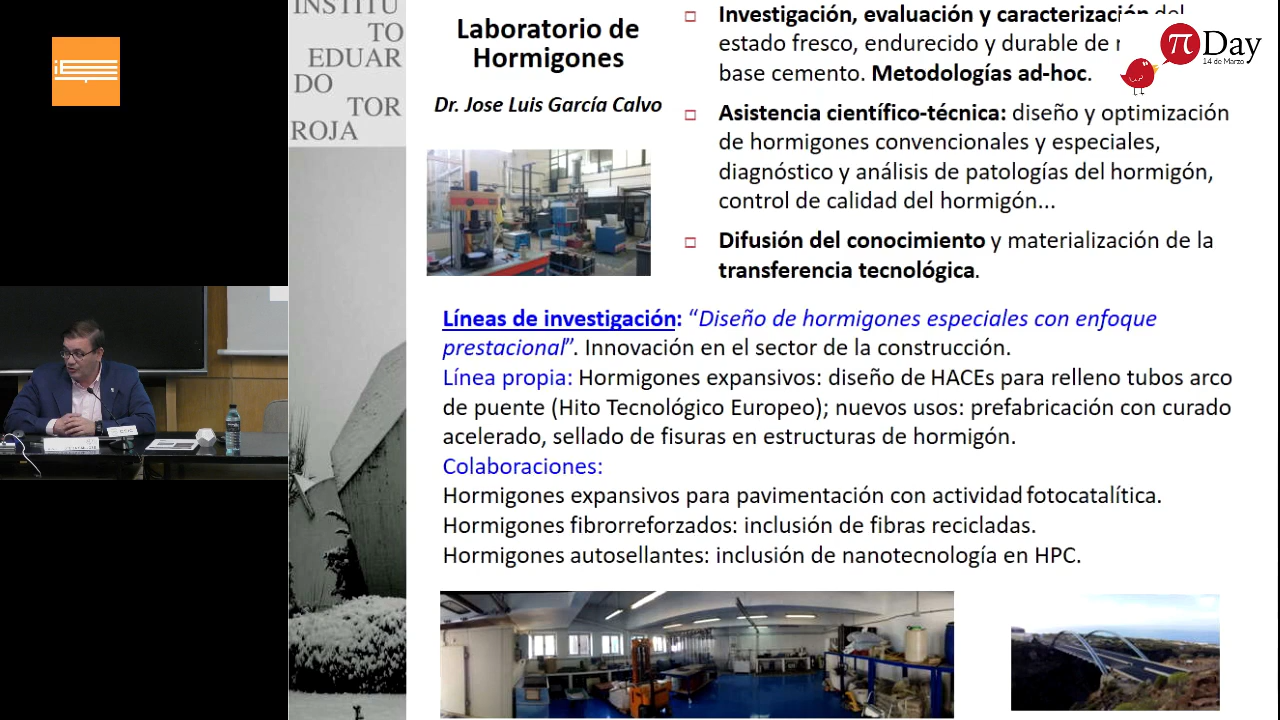 INSTITU
TO
EDUAR
DO
TOR
ROJA
Laboratorio de
Hormigones
Dr. Jose Luis García Calvo
Investigación, evaluación y caracterización del
estado fresco, endurecido y durable de
base cemento. Metodologías ad-hoc.
Asistencia científico-técnica: diseño y optimización
de hormigones convencionales y especiales,
diagnóstico y análisis de patologías del hormigón,
control de calidad del hormigón...
Difusión del conocimiento y materialización de la
transferencia tecnológica.
π Day
14 de Marzo
Líneas de investigación: “Diseño de hormigones especiales con enfoque
prestacional”. Innovación en el sector de la construcción.
Línea propia: Hormigones expansivos: diseño de HACEs para relleno tubos arco
de puente (Hito Tecnológico Europeo); nuevos usos: prefabricación con curado
acelerado, sellado de fisuras en estructuras de hormigón.
Colaboraciones:
Hormigones expansivos para pavimentación con actividad fotocatalítica.
Hormigones fibrorreforzados: inclusión de fibras recicladas.
Hormigones autosellantes: inclusión de nanotecnología en HPC.